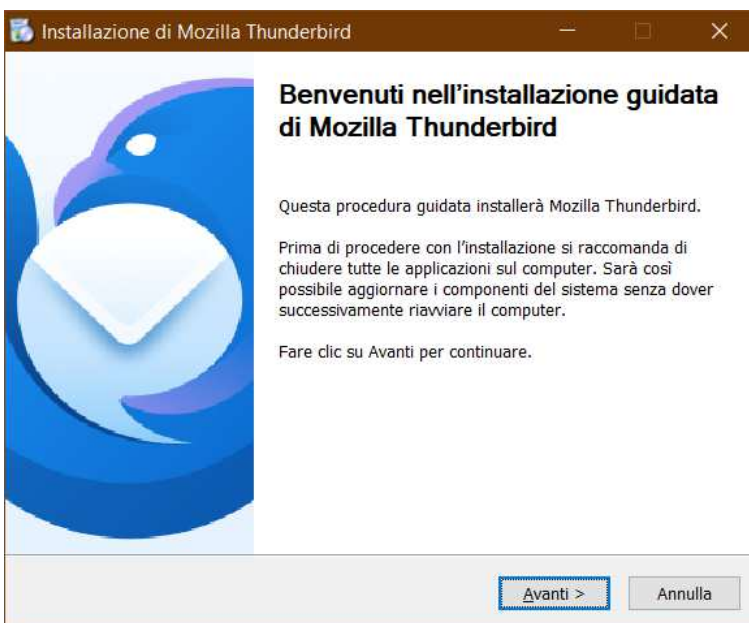 Installazione di Mozilla Thunderbird
Benvenuti nell'installazione guidata
di Mozilla Thunderbird
Questa procedura guidata installerà Mozilla Thunderbird.
Prima di procedere con l'installazione si raccomanda di
chiudere tutte le applicazioni sul computer. Sarà così
possibile aggiornare i componenti del sistema senza dover
successivamente riavviare il computer.
Fare clic su Avanti per continuare.
Avanti >
Annulla